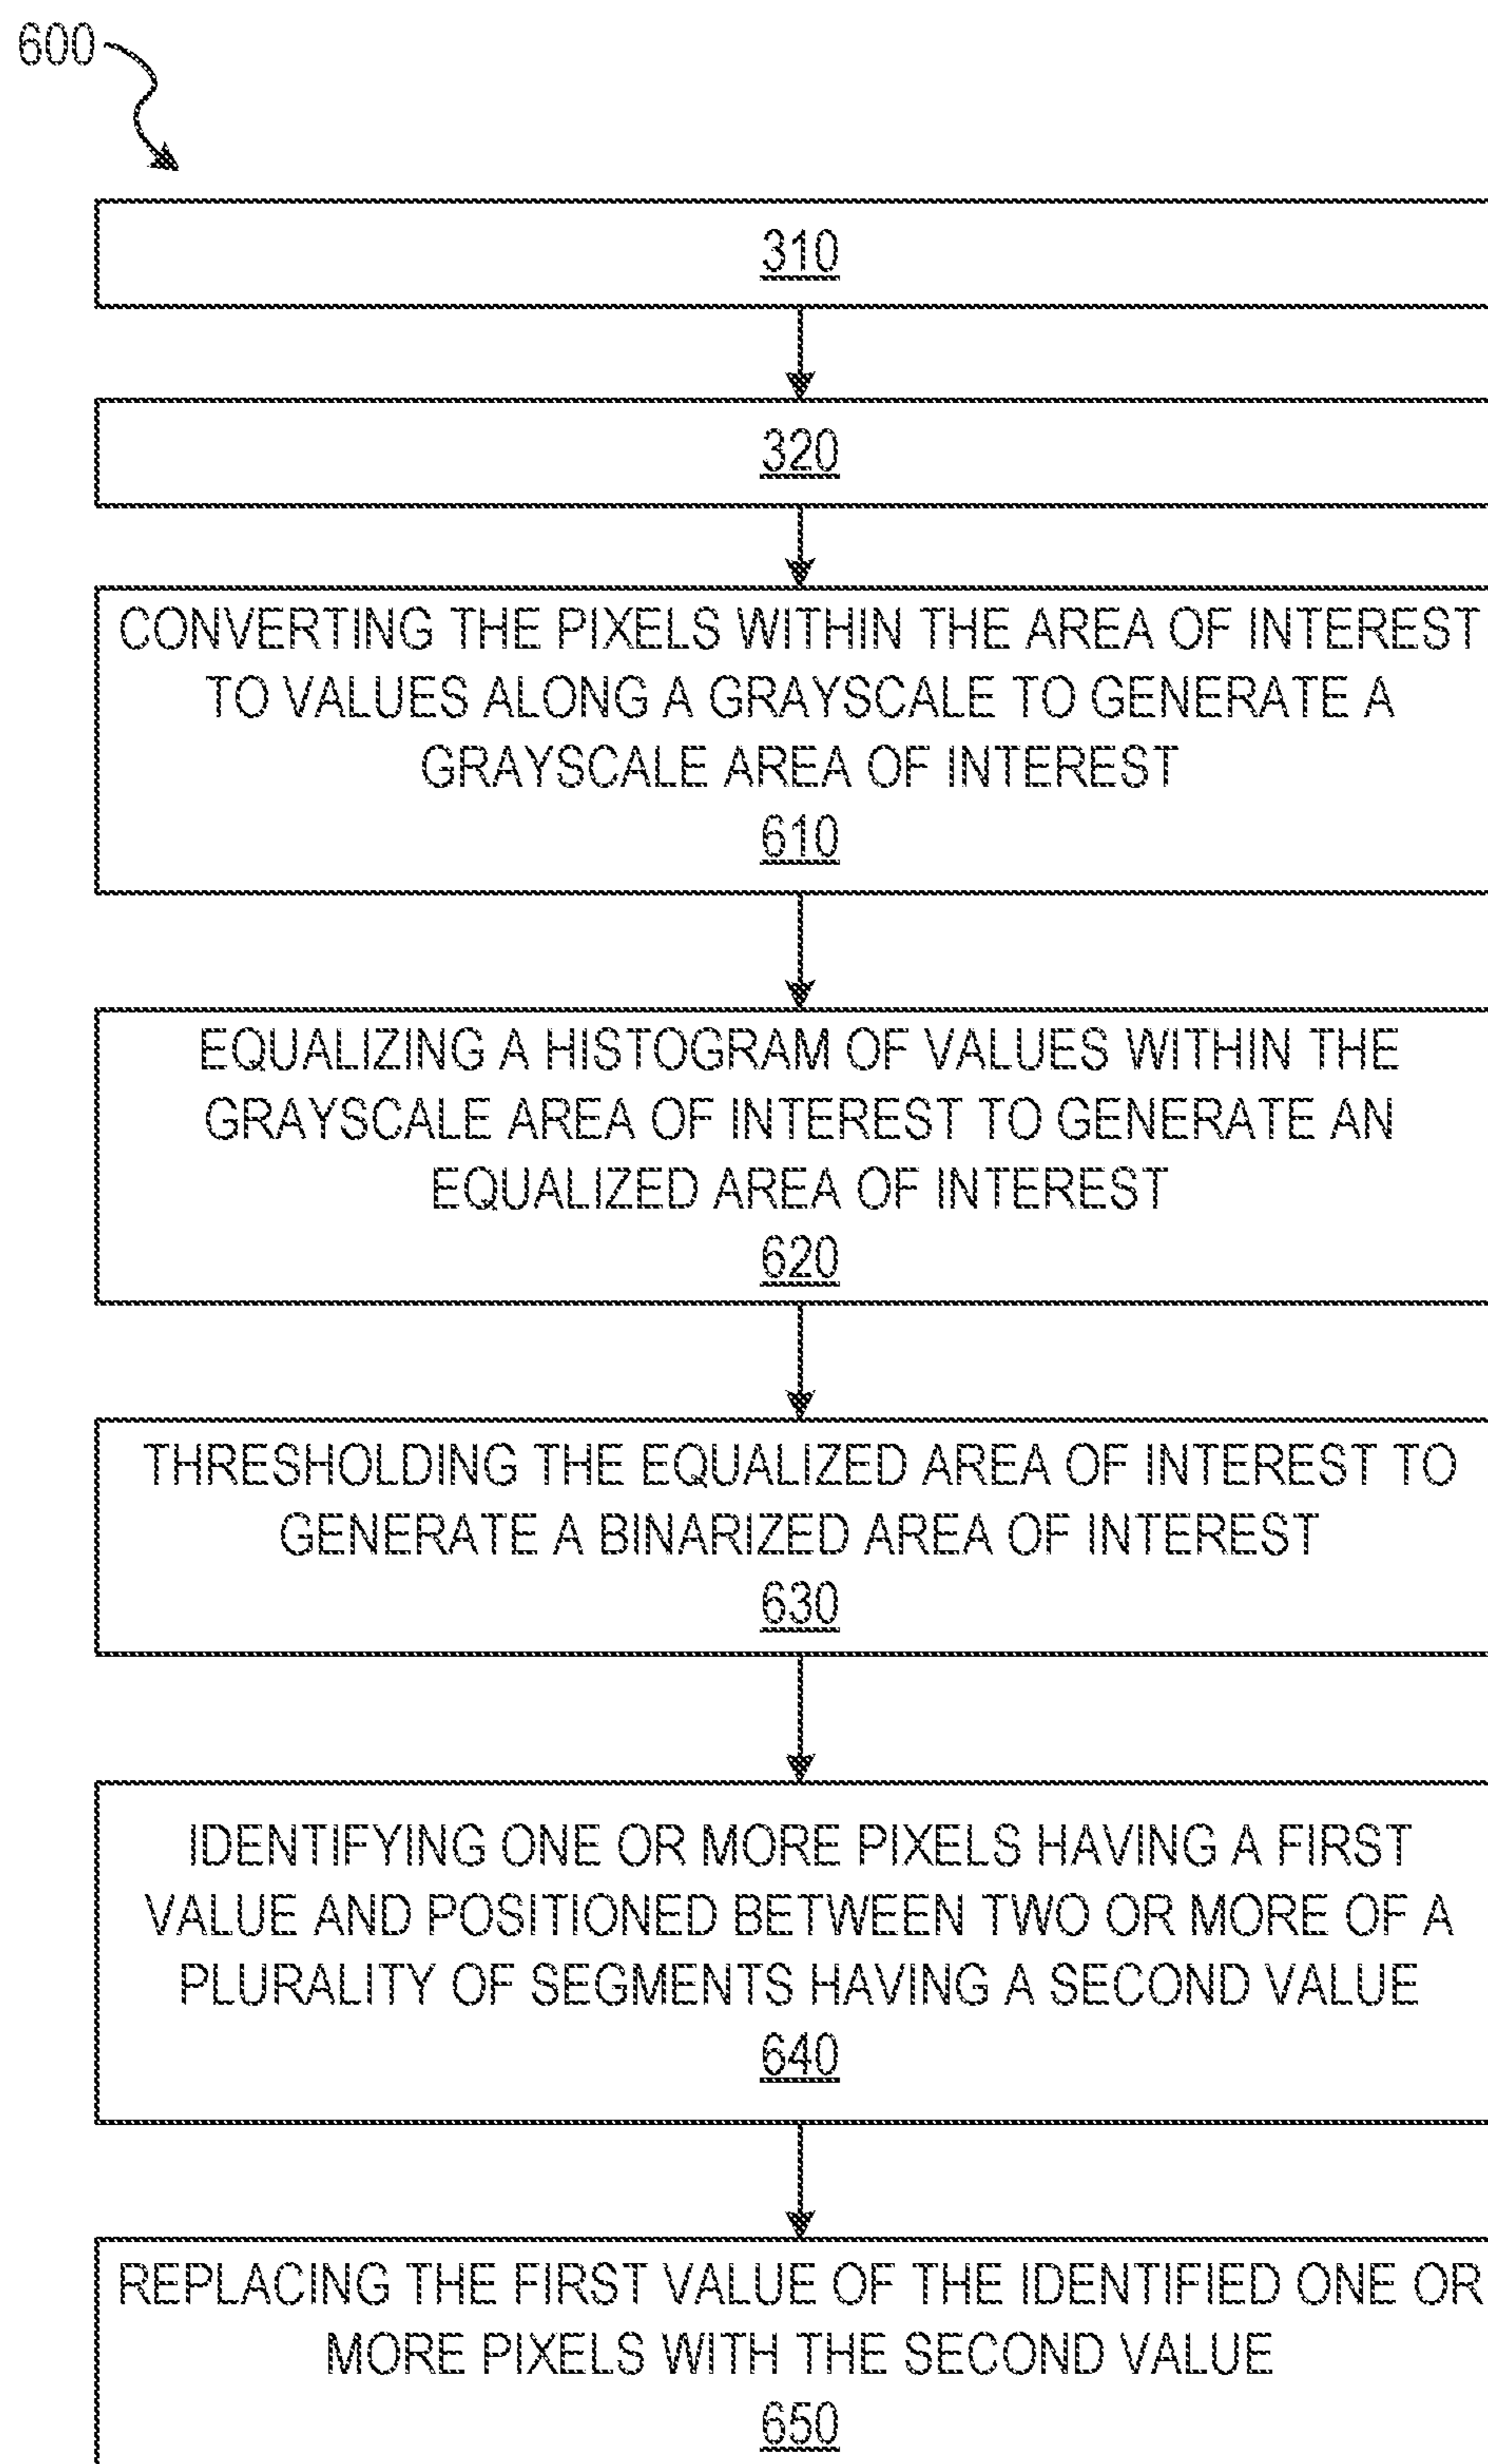 600
310
320
CONVERTING THE PIXELS WITHIN THE AREA OF INTEREST
TO VALUES ALONG A GRAYSCALE TO GENERATE A
GRAYSCALE AREA OF INTEREST
610
EQUALIZING A HISTOGRAM OF VALUES WITHIN THE
GRAYSCALE AREA OF INTEREST TO GENERATE AN
EQUALIZED AREA OF INTEREST
620
THRESHOLDING THE EQUALIZED AREA OF INTEREST TO
GENERATE A BINARIZED AREA OF INTEREST
630
IDENTIFYING ONE OR MORE PIXELS HAVING A FIRST
VALUE AND POSITIONED BETWEEN TWO OR MORE OF A
PLURALITY OF SEGMENTS HAVING A SECOND VALUE
640
REPLACING THE FIRST VALUE OF THE IDENTIFIED ONE OR
MORE PIXELS WITH THE SECOND VALUE
650